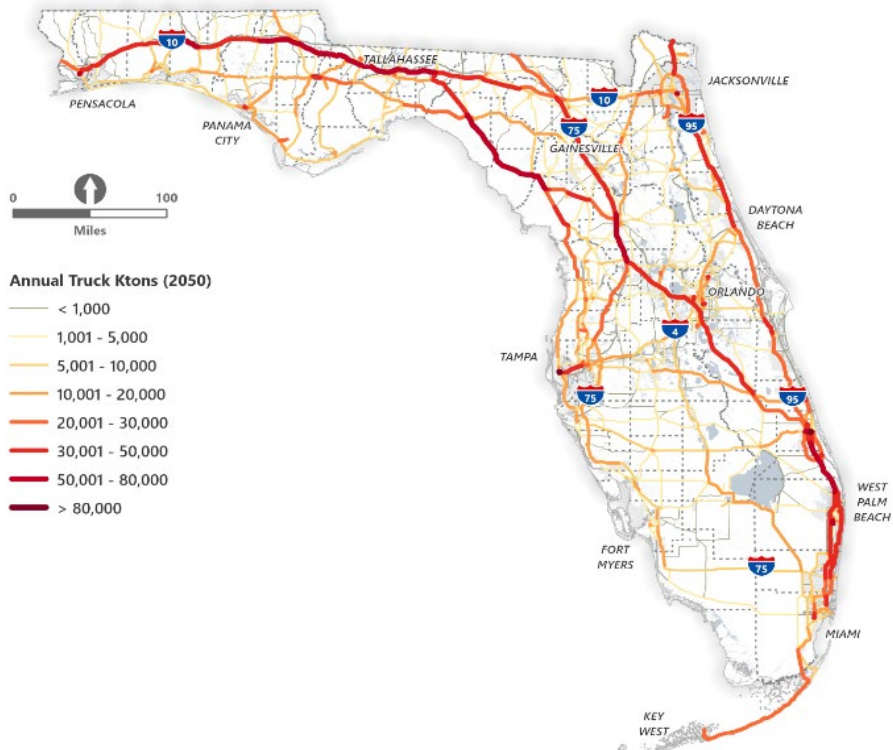 10
TALLAHASSEE
JACKSONVILLE
PENSACOLA
10
PANAMA
CITY
75
95
GAINESVILLE
0 100
Miles
DAYTONA
BEACH
Annual Truck Ktons (2050)
< 1,000
1,001 - 5,000
5,001 - 10,000
10,001 - 20,000
20,001 - 30,000
30,001 - 50,000
50,001 - 80,000
> 80,000
ORLANDO
4
TAMPA
75
95
WEST
PALM
BEACH
FORT
MYERS
75
MIAMI
KEY
WEST